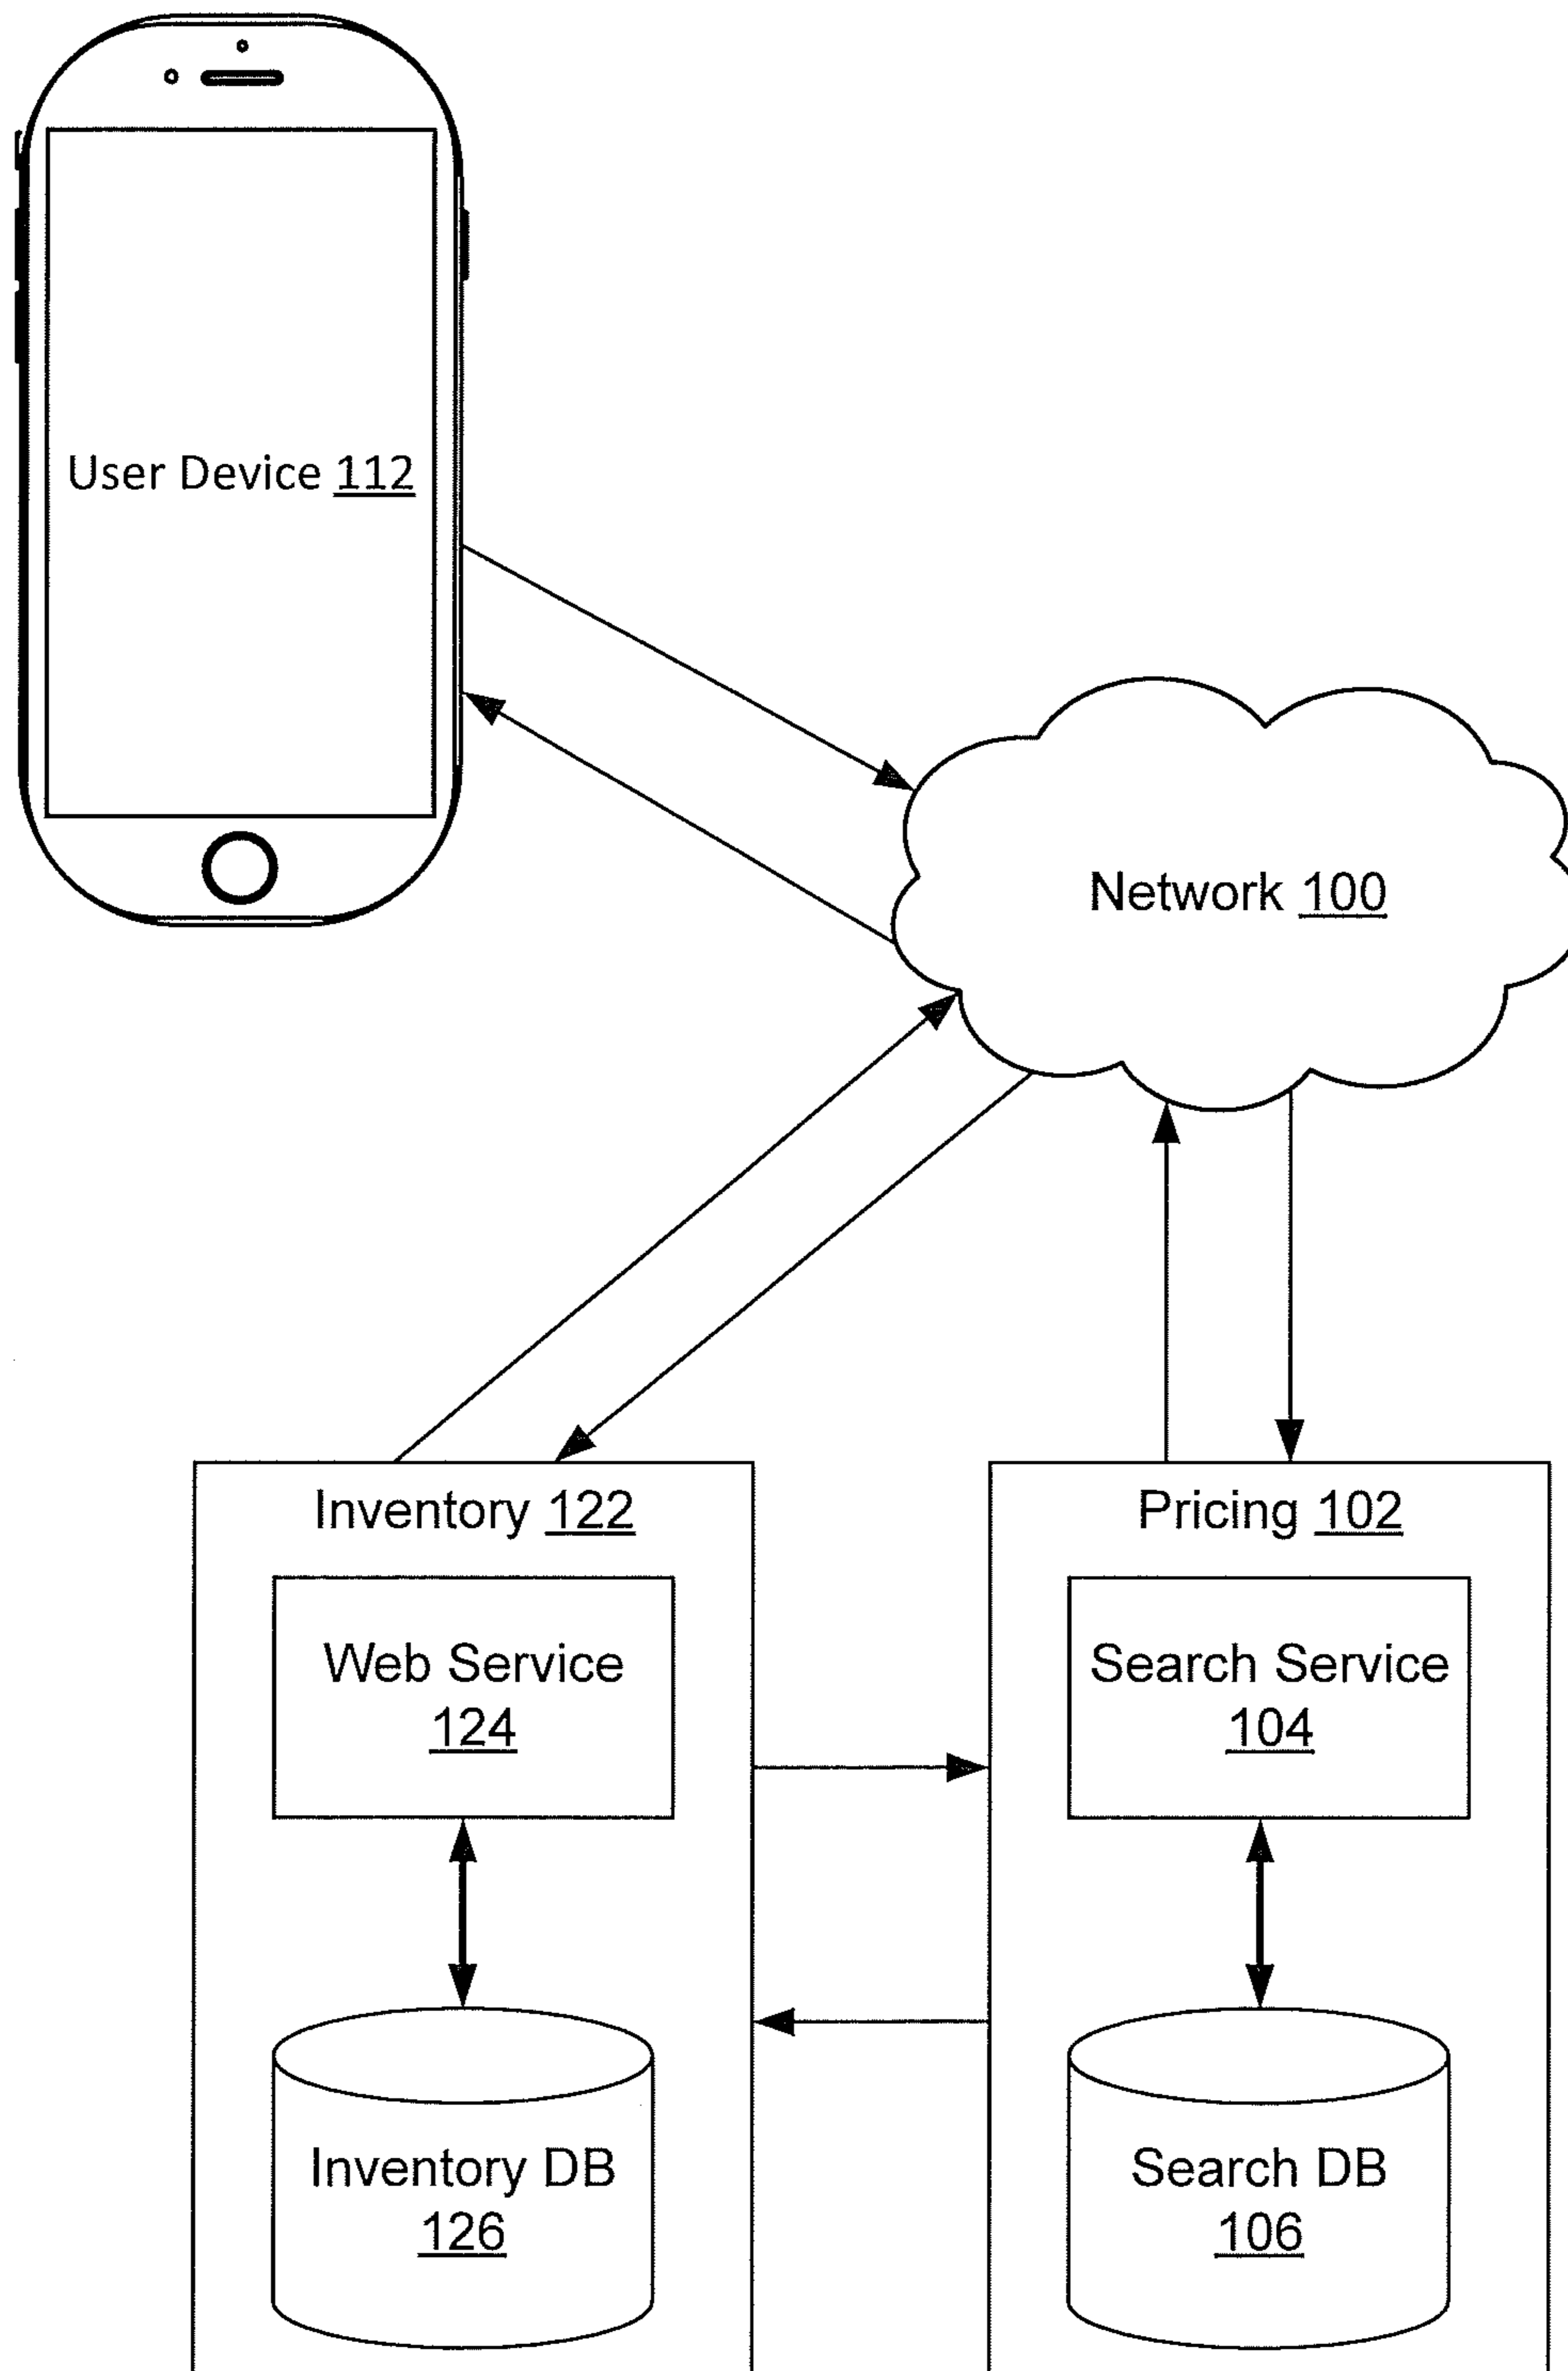 User Device 112
Network 100
Inventory 122
Pricing 102
Web Service
124
Search Service
104
Inventory DB
126
Search DB
106